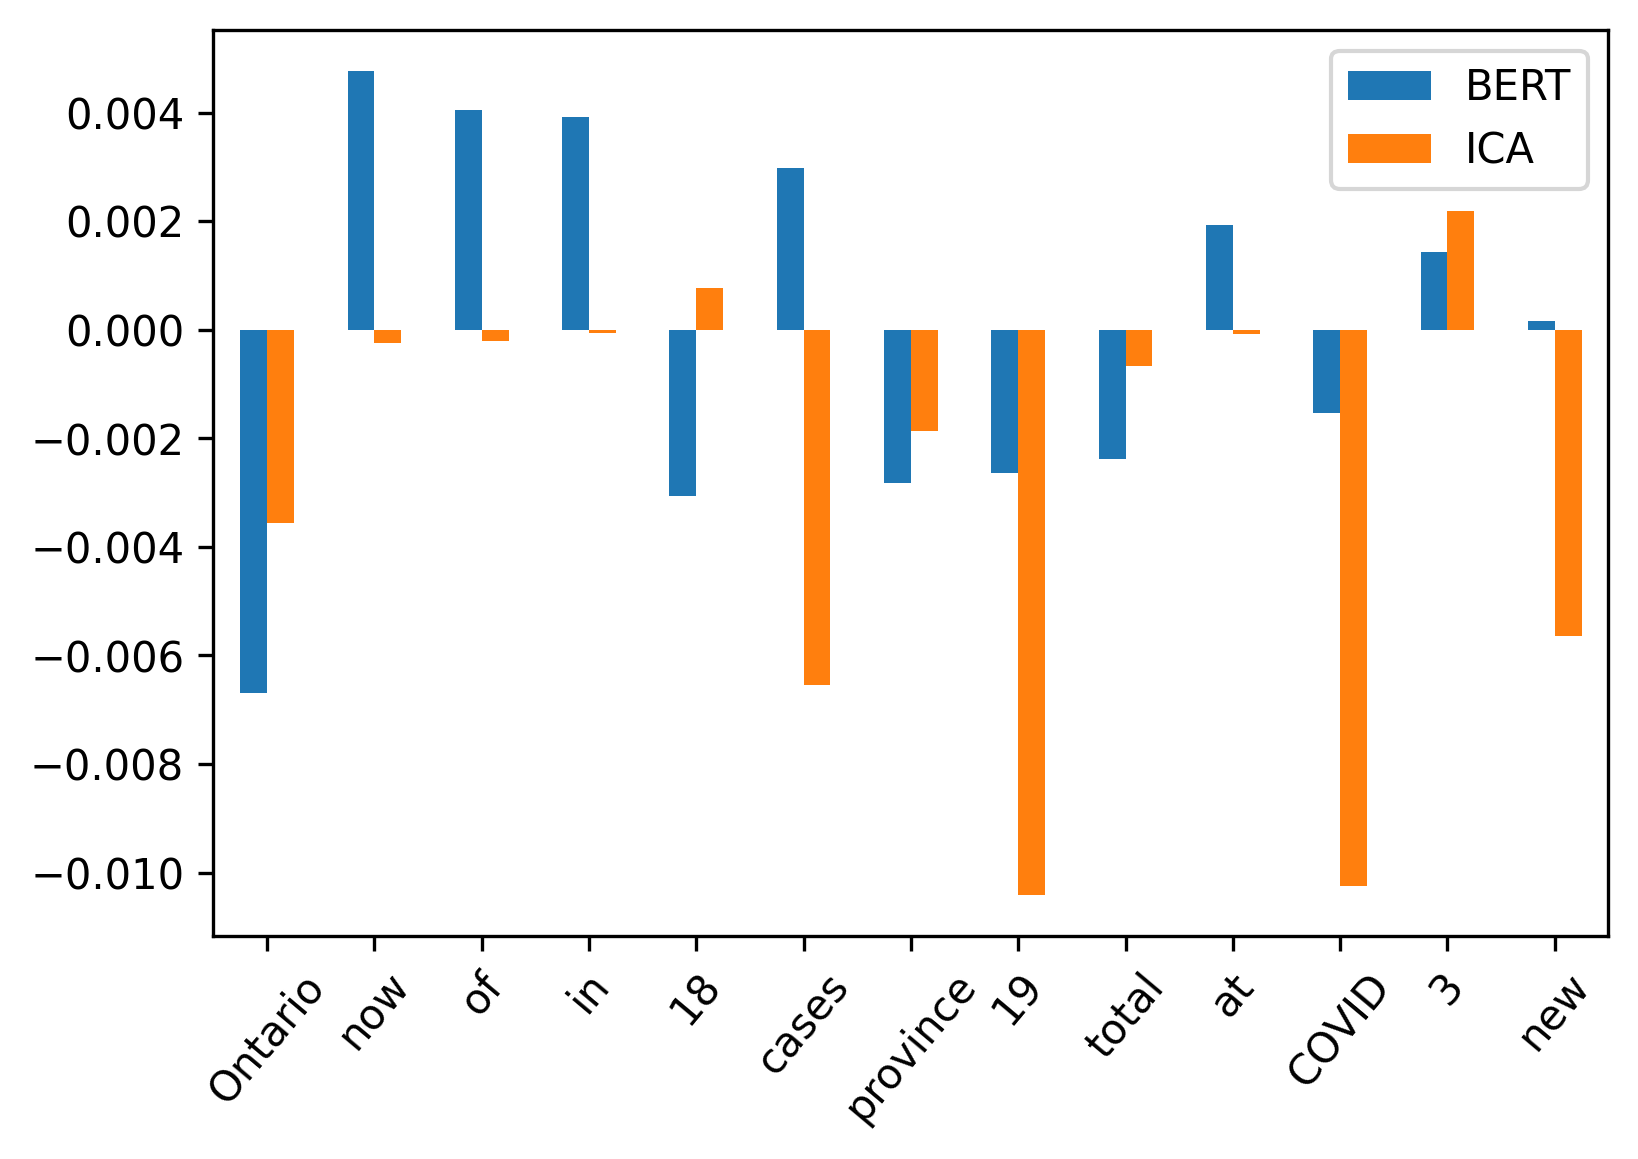 BERT
ICA
0.004
0.002
0.000
−0.002
−0.004
−0.006
−0.008
−0.010
Ontario
now
of
in
18
cases
province
19
total
at
COVID
3
new